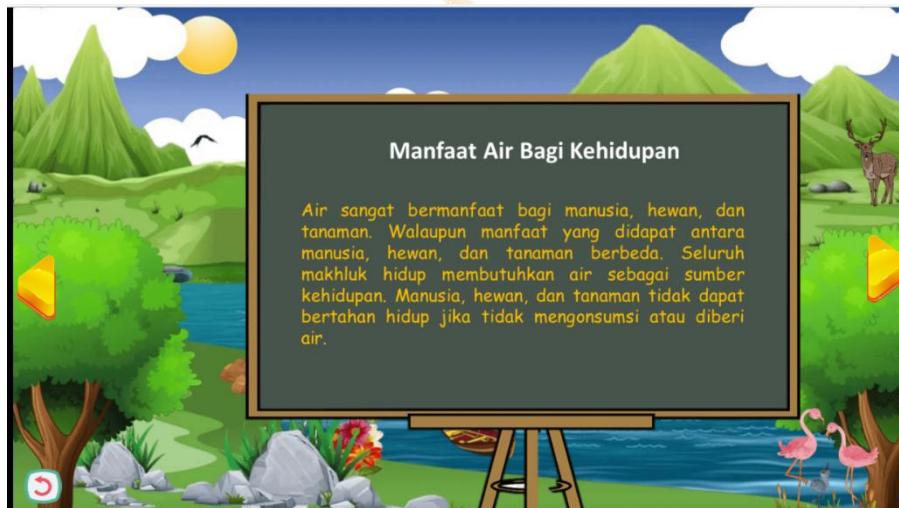 Manfaat Air Bagi Kehidupan
Air sangat bermanfaat bagi manusia, hewan, dan
tanaman. Walaupun manfaat yang didapat antara
manusia, hewan, dan tanaman berbeda. Seluruh
makhluk hidup membutuhkan air sebagai sumber
kehidupan. Manusia, hewan, dan tanaman tidak dapat
bertahan hidup jika tidak mengonsumsi atau diberi
air.